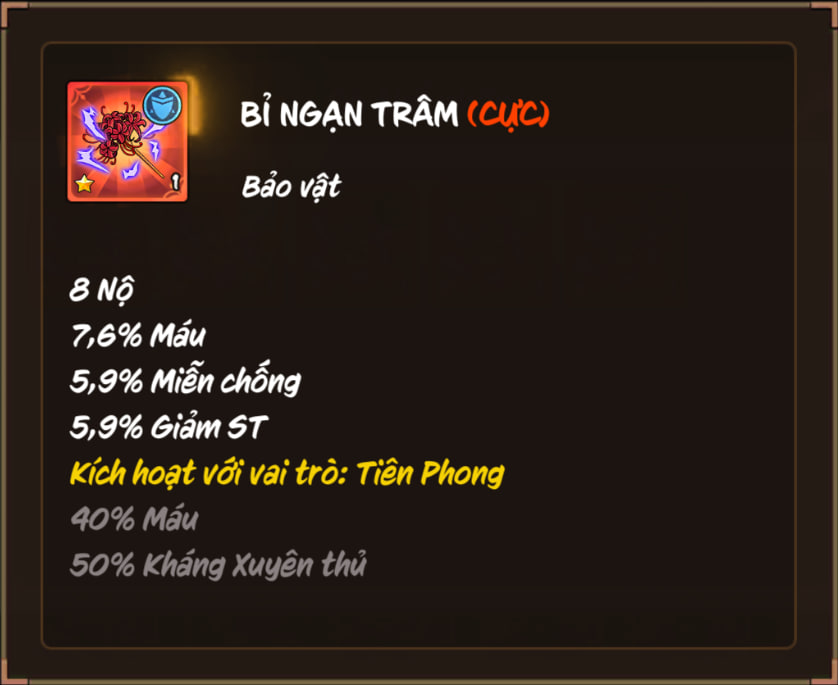 BỈ NGẠN TRÂM (CỰC)
1
Bảo vật
8 Nộ
7,6% Máu
5,9% Miễn chống
5,9% Giảm ST
Kích hoạt với vai trò: Tiên Phong
40% Máu
50% Kháng Xuyên thủ